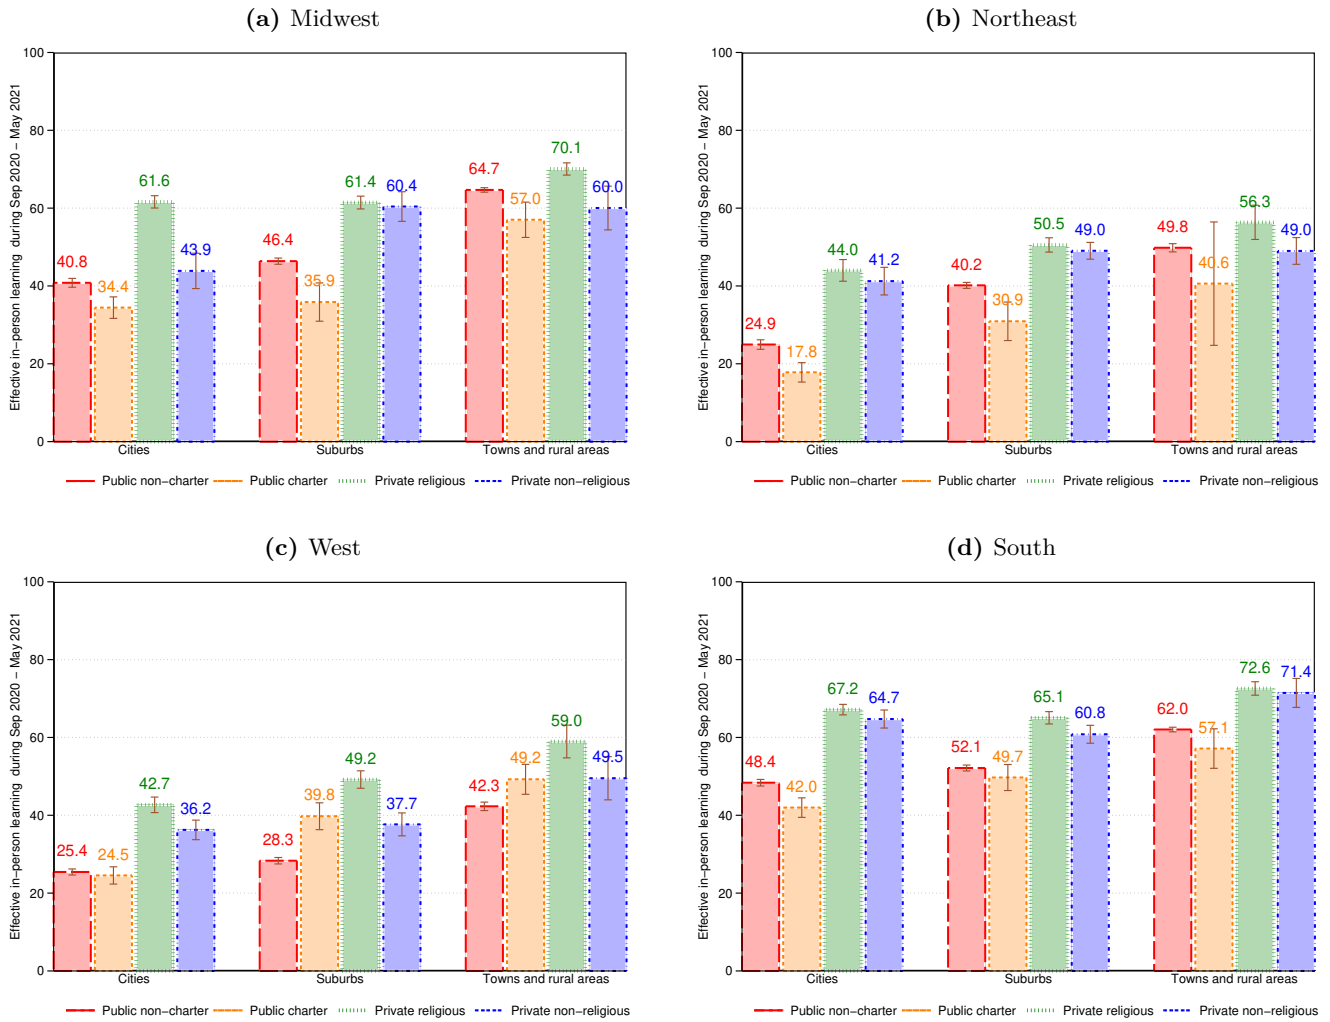 (a) Midwest
Effective in−person learning during Sep 2020 − May 2021
100
80
60
40
20
0
40.8
34.4
61.6
43.9
46.4
35.9
61.4
60.4
64.7
57.0
70.1
60.0
Cities
Suburbs
Towns and rural areas
Public non−charter
Public charter
Private religious
Private non−religious
(b) Northeast
Effective in−person learning during Sep 2020 − May 2021
100
80
60
40
20
0
24.9
17.8
44.0
41.2
40.2
30.9
50.5
49.0
49.8
40.6
56.3
49.0
Cities
Suburbs
Towns and rural areas
Public non−charter
Public charter
Private religious
Private non−religious
(c) West
Effective in−person learning during Sep 2020 − May 2021
100
80
60
40
20
0
25.4
24.5
42.7
36.2
28.3
39.8
49.2
37.7
42.3
49.2
59.0
49.5
Cities
Suburbs
Towns and rural areas
Public non−charter
Public charter
Private religious
Private non−religious
(d) South
Effective in−person learning during Sep 2020 − May 2021
100
80
60
40
20
0
48.4
42.0
67.2
64.7
52.1
49.7
65.1
60.8
62.0
57.1
72.6
71.4
Cities
Suburbs
Towns and rural areas
Public non−charter
Public charter
Private religious
Private non−religious